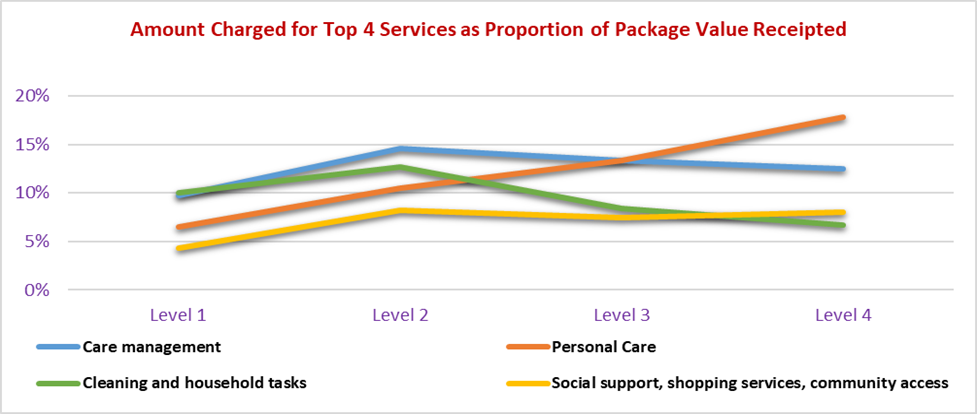 Amount Charged for Top 4 Services as Proportion of Package Value Receipted
20%
15%
10%
5%
0%
Level 1 Level 2 Level 3 Level 4
Care management Personal Care
Cleaning and household tasks Social support, shopping services, community access